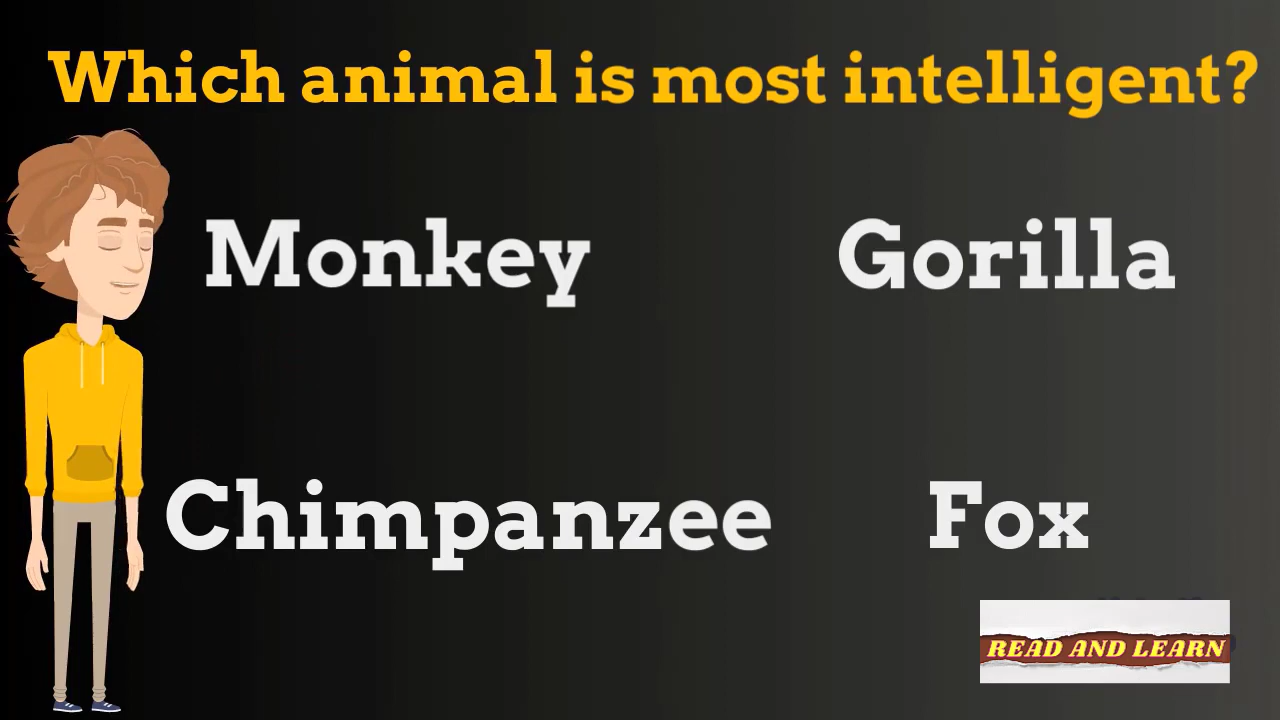 Which animal is most intelligent?
Monkey
Gorilla
Chimpanzee
Fox
READ AND LEARN